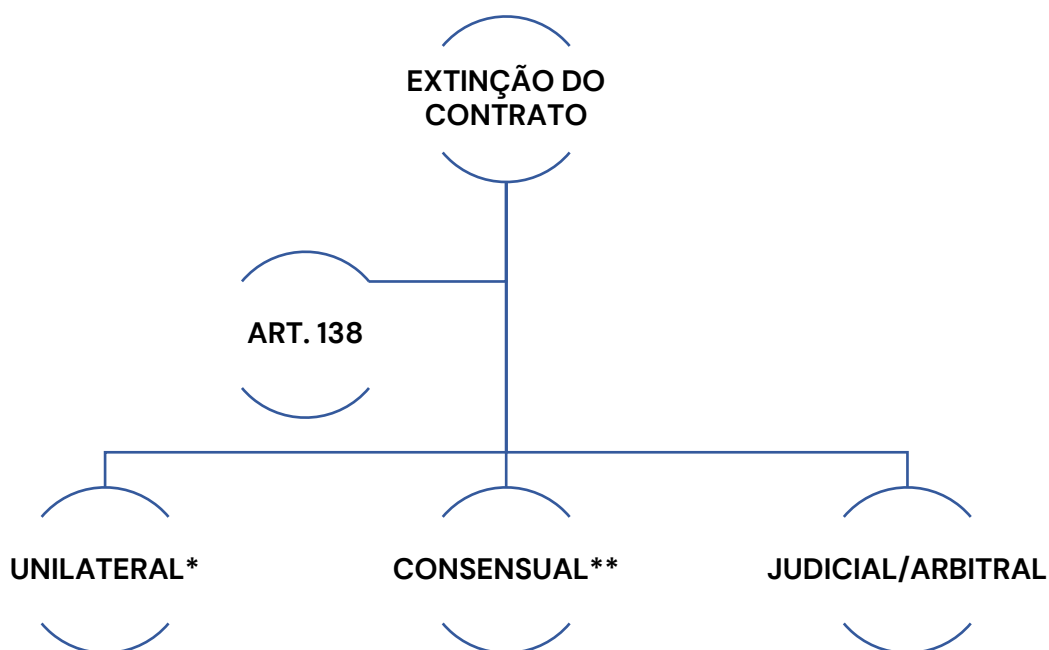 EXTINÇÃO DO
CONTRATO
ART. 138
UNILATERAL*
CONSENSUAL**
JUDICIAL/ARBITRAL